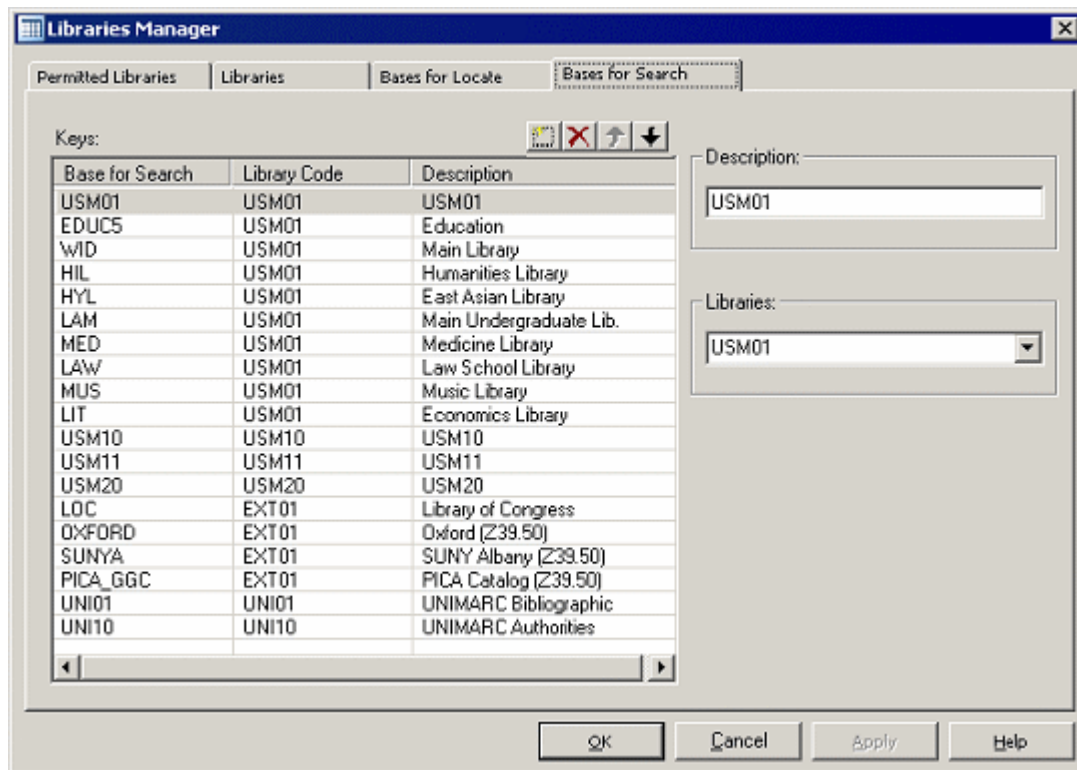 Libraries Manager
Permitted Libraries Libraries Bases for Locate Bases for Search
Keys:
Base for Search Library Code Description
USM01 USM01 USM01
EDUC5 USM01 Education
WID USM01 Main Library
HIL USM01 Humanities Library
HYL USM01 East Asian Library
LAM USM01 Main Undergraduate Lib.
MED USM01 Medicine Library
LAW USM01 Law School Library
MUS USM01 Music Library
LIT USM01 Economics Library
USM10 USM10 USM10
USM11 USM11 USM11
USM20 USM20 USM20
LOC EXT01 Library of Congress
OXFORD EXT01 Oxford (Z39.50)
SUNYA EXT01 SUNY Albany (Z39.50)
PICA_GGC EXT01 PICA Catalog (Z39.50)
UNI01 UNI01 UNIMARC Bibliographic
UNI10 UNI10 UNIMARC Authorities
Description:
USM01
Libraries:
USM01
OK Cancel Apply Help